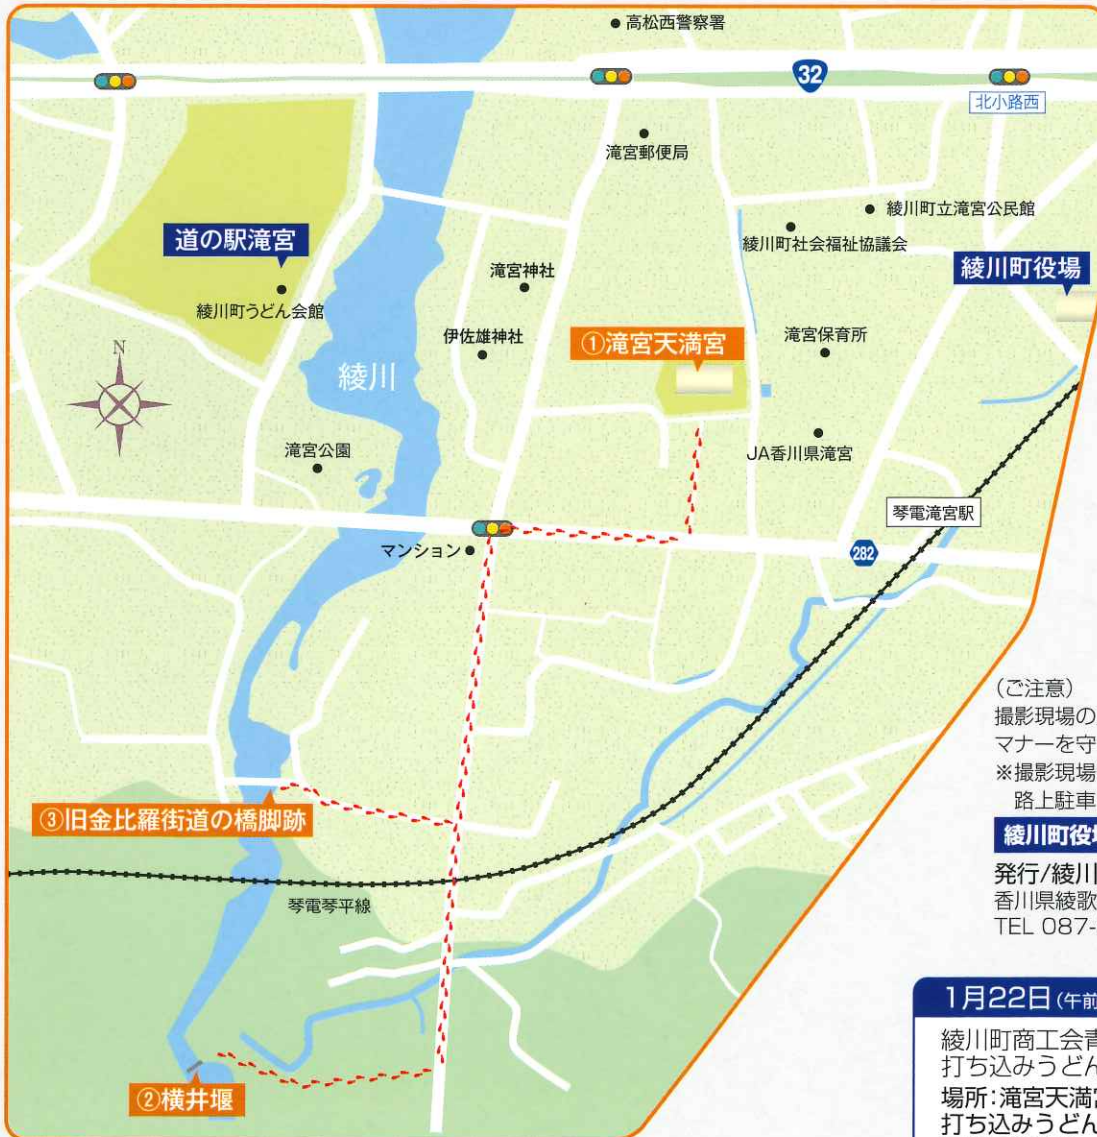 高松西警察署
32
北小路西
滝宮郵便局
綾川町立滝宮公民館
綾川町社会福祉協議会
道の駅滝宮
綾川町役場
滝宮神社
綾川町うどん会館
伊佐雄神社
①滝宮天満宮
滝宮保育所
N
綾川
滝宮公園
JA香川県滝宮
琴電滝宮駅
マンション
282
③旧金比羅街道の橋脚跡
琴電琴平線
②横井堰
(ご注意)
撮影現場の
マナーを守
※撮影現場
路上駐車
綾川町役場
発行/綾川
香川県綾歌
TEL 087-
1月22日(午前
綾川町商工会青
打ち込みうどん
場所:滝宮天満宮
打ち込みうどん